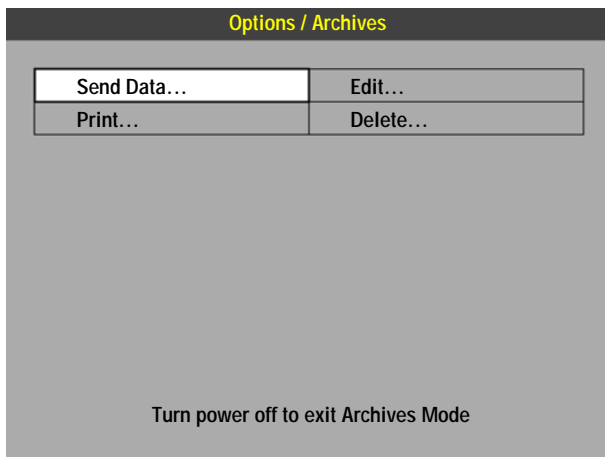 Options / Archives
Send Data... Edit...
Print... Delete...
Turn power off to exit Archives Mode